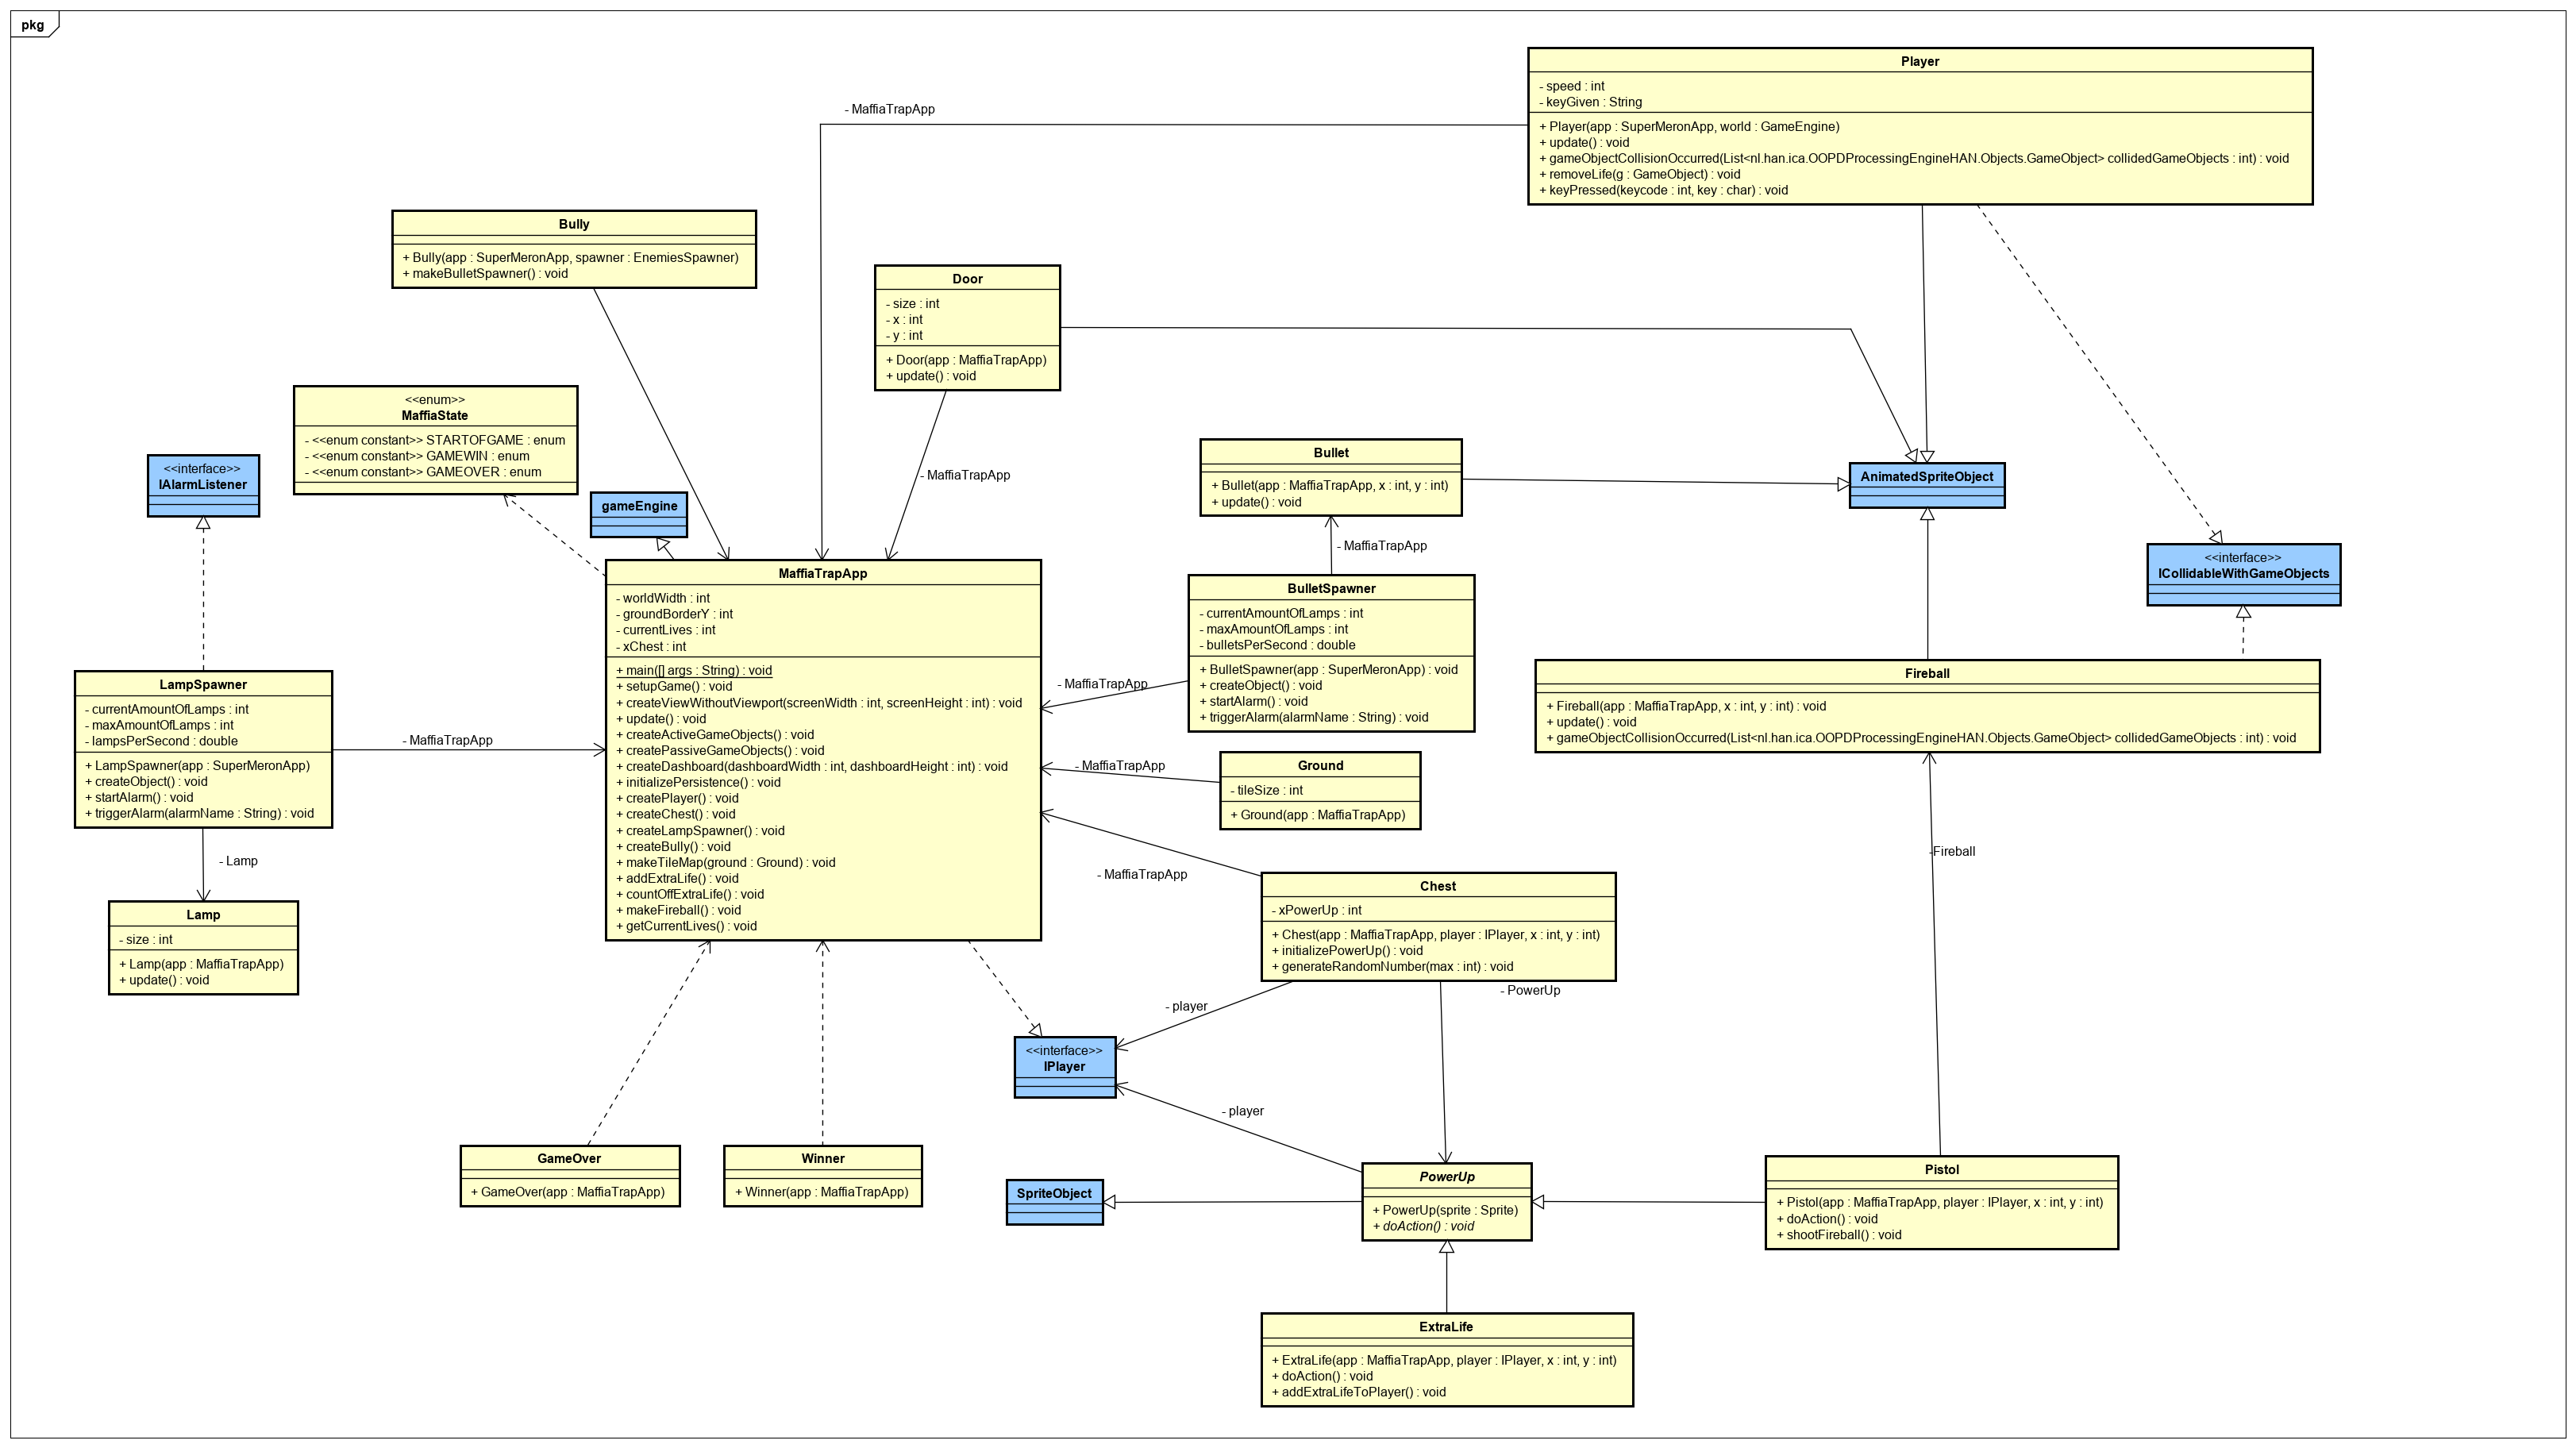 pkg
Player
- speed : int
- keyGiven : String
+ Player(app : SuperMeronApp, world : GameEngine)
+ update() : void
+ gameObjectCollisionOccurred(List<nl.han.ica.OOPDProcessingEngineHAN.Objects.GameObject> collidedGameObjects : int) : void
+ removeLife(g : GameObject) : void
+ keyPressed(keycode : int, key : char) : void
- MaffiaTrapApp
Bully
+ Bully(app : SuperMeronApp, spawner : EnemiesSpawner)
+ makeBulletSpawner() : void
Door
- size : int
- x : int
- y : int
+ Door(app : MaffiaTrapApp)
+ update() : void
- MaffiaTrapApp
<<enum>>
MaffiaState
- <<enum constant>> STARTOFGAME : enum
- <<enum constant>> GAMEWIN : enum
- <<enum constant>> GAMEOVER : enum
<<interface>>
IAlarmListener
gameEngine
Bullet
+ Bullet(app : MaffiaTrapApp, x : int, y : int)
+ update() : void
- MaffiaTrapApp
AnimatedSpriteObject
<<interface>>
ICollidableWithGameObjects
MaffiaTrapApp
- worldWidth : int
- groundBorderY : int
- currentLives : int
- xChest : int
+ main([] args : String) : void
+ setupGame() : void
+ createViewWithoutViewport(screenWidth : int, screenHeight : int) : void
+ update() : void
+ createActiveGameObjects() : void
+ createPassiveGameObjects() : void
+ createDashboard(dashboardWidth : int, dashboardHeight : int) : void
+ initializePersistence() : void
+ createPlayer() : void
+ createChest() : void
+ createLampSpawner() : void
+ createBully() : void
+ makeTileMap(ground : Ground) : void
+ addExtraLife() : void
+ countOffExtraLife() : void
+ makeFireball() : void
+ getCurrentLives() : void
BulletSpawner
- currentAmountOfLamps : int
- maxAmountOfLamps : int
- bulletsPerSecond : double
+ BulletSpawner(app : SuperMeronApp) : void
+ createObject() : void
+ startAlarm() : void
+ triggerAlarm(alarmName : String) : void
- MaffiaTrapApp
Fireball
+ Fireball(app : MaffiaTrapApp, x : int, y : int) : void
+ update() : void
+ gameObjectCollisionOccurred(List<nl.han.ica.OOPDProcessingEngineHAN.Objects.GameObject> collidedGameObjects : int) : void
LampSpawner
- currentAmountOfLamps : int
- maxAmountOfLamps : int
- lampsPerSecond : double
+ LampSpawner(app : SuperMeronApp)
+ createObject() : void
+ startAlarm() : void
+ triggerAlarm(alarmName : String) : void
- MaffiaTrapApp
- Lamp
Ground
- tileSize : int
+ Ground(app : MaffiaTrapApp)
- MaffiaTrapApp
-Fireball
Chest
- xPowerUp : int
+ Chest(app : MaffiaTrapApp, player : IPlayer, x : int, y : int)
+ initializePowerUp() : void
+ generateRandomNumber(max : int) : void
- MaffiaTrapApp
- PowerUp
- player
Lamp
- size : int
+ Lamp(app : MaffiaTrapApp)
+ update() : void
<<interface>>
IPlayer
- player
GameOver
+ GameOver(app : MaffiaTrapApp)
Winner
+ Winner(app : MaffiaTrapApp)
SpriteObject
PowerUp
+ PowerUp(sprite : Sprite)
+ doAction() : void
Pistol
+ Pistol(app : MaffiaTrapApp, player : IPlayer, x : int, y : int)
+ doAction() : void
+ shootFireball() : void
ExtraLife
+ ExtraLife(app : MaffiaTrapApp, player : IPlayer, x : int, y : int)
+ doAction() : void
+ addExtraLifeToPlayer() : void